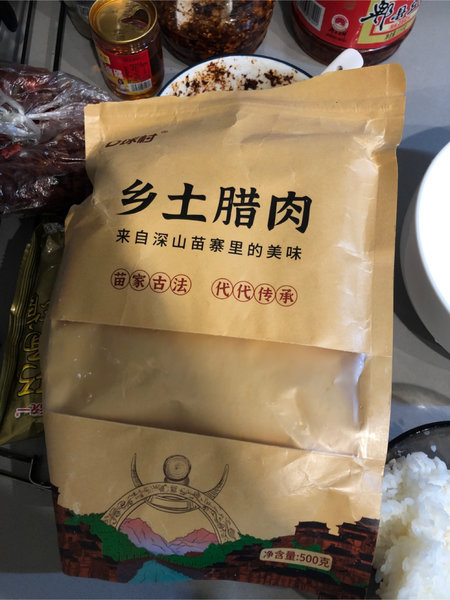 乡土腊肉
来自深山苗寨里的美味
苗家古法 代代传承
净含量:500克